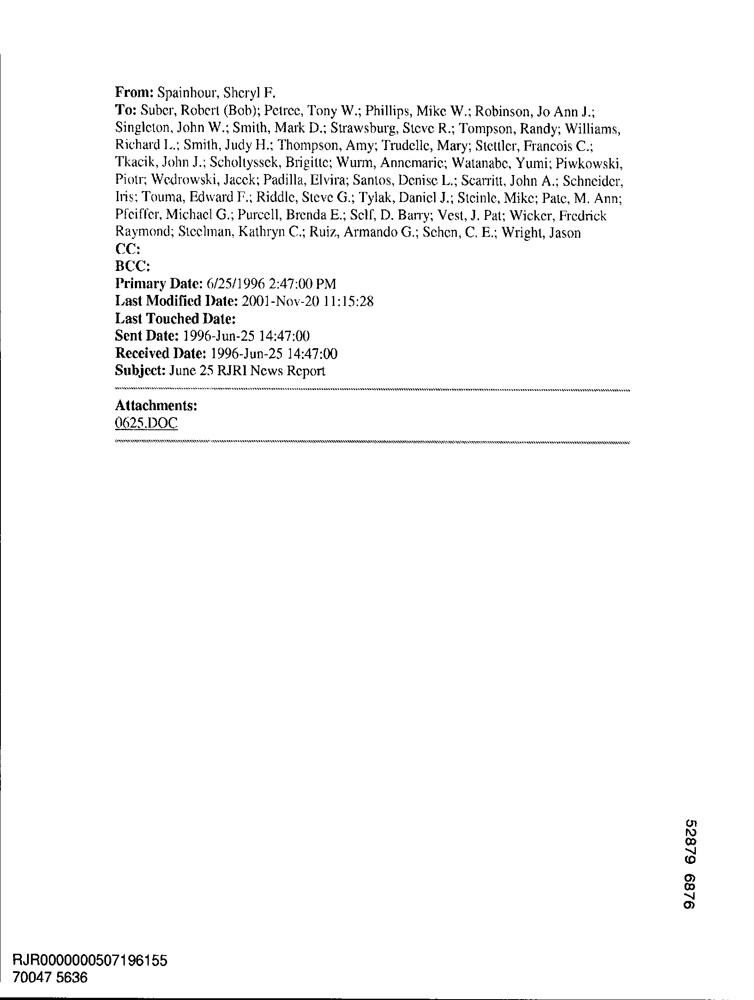 From: Spainhour, Sheryl F.
To: Suber, Robert (Bob); Petree, Tony W.; Phillips, Mike W.; Robinson, Jo Ann J.;
Singleton, John W.; Smith, Mark D.; Strawsburg, Steve R.; Tompson, Randy; Williams,
Richard L.; Smith, Judy H.; Thompson, Amy; Trudelle, Mary; Stettler, Francois C.;
Tkacik, John J.; Scholtyssek, Brigitte; Wurm, Annemarie; Watanabe, Yumi; Piwkowski,
Piotr; Wedrowski, Jacek; Padilla, Elvira; Santos, Denise L.; Scarritt, John A.; Schneider,
Iris; Touma, Edward F.; Riddle, Steve G.; Tylak, Daniel J.; Steinle, Mike; Pate, M. Ann;
Pfeiffer, Michael G.; Purcell, Brenda E.; Self, D. Barry; Vest, J. Pat; Wicker, Fredrick
Raymond; Steelman, Kathryn C.; Ruiz, Armando G.; Sehen, C. E.; Wright, Jason
CC:
BCC:
Primary Date: 6/25/1996 2:47:00 PM
Last Modified Date: 2001-Nov-20 11:15:28
Last Touched Date:
Sent Date: 1996-Jun-25 14:47:00
Received Date: 1996-Jun-25 14:47:00
Subject: June 25 RJRI News Report
Attachments:
0625.DOC
52879 6876
RJR0000000507196155
70047 5636